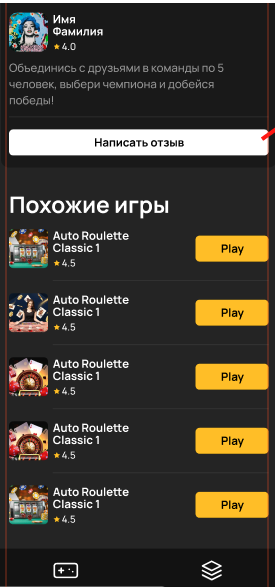 Имя
Фамилия
4.0
Объединись с друзьями в команды по 5
человек, выбери чемпиона и добейся
победы!
Написать отзыв
Похожие игры
Auto Roulette
Classic 1
4.5
Play
Auto Roulette
Classic 1
4.5
Play
Auto Roulette
Classic 1
4.5
Play
Auto Roulette
Classic 1
4.5
Play
Auto Roulette
Classic 1
4.5
Play